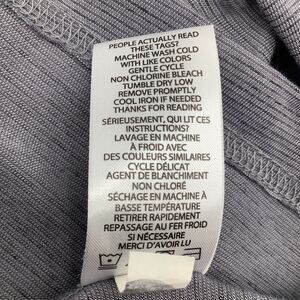 PEOPLE ACTUALLY READ
THESE TAGS?
MACHINE WASH COLD
WITH LIKE COLORS
GENTLE CYCLE
NON CHLORINE BLEACH
TUMBLE DRY LOW
REMOVE PROMPTLY
COOL IRON IF NEEDED
THANKS FOR READING
SÉRIEUSEMENT, QUI LIT CES
INSTRUCTIONS?
LAVAGE EN MACHINE
À FROID AVEC
DES COULEURS SIMILAIRES
CYCLE DÉLICAT
AGENT DE BLANCHIMENT
NON CHLORÉ
SÉCHAGE EN MACHINE À
BASSE TEMPÉRATURE
RETIRER RAPIDEMENT
REPASSAGE AU FER FROID
SI NÉCESSAIRE
MERCI D'AVOIR LU